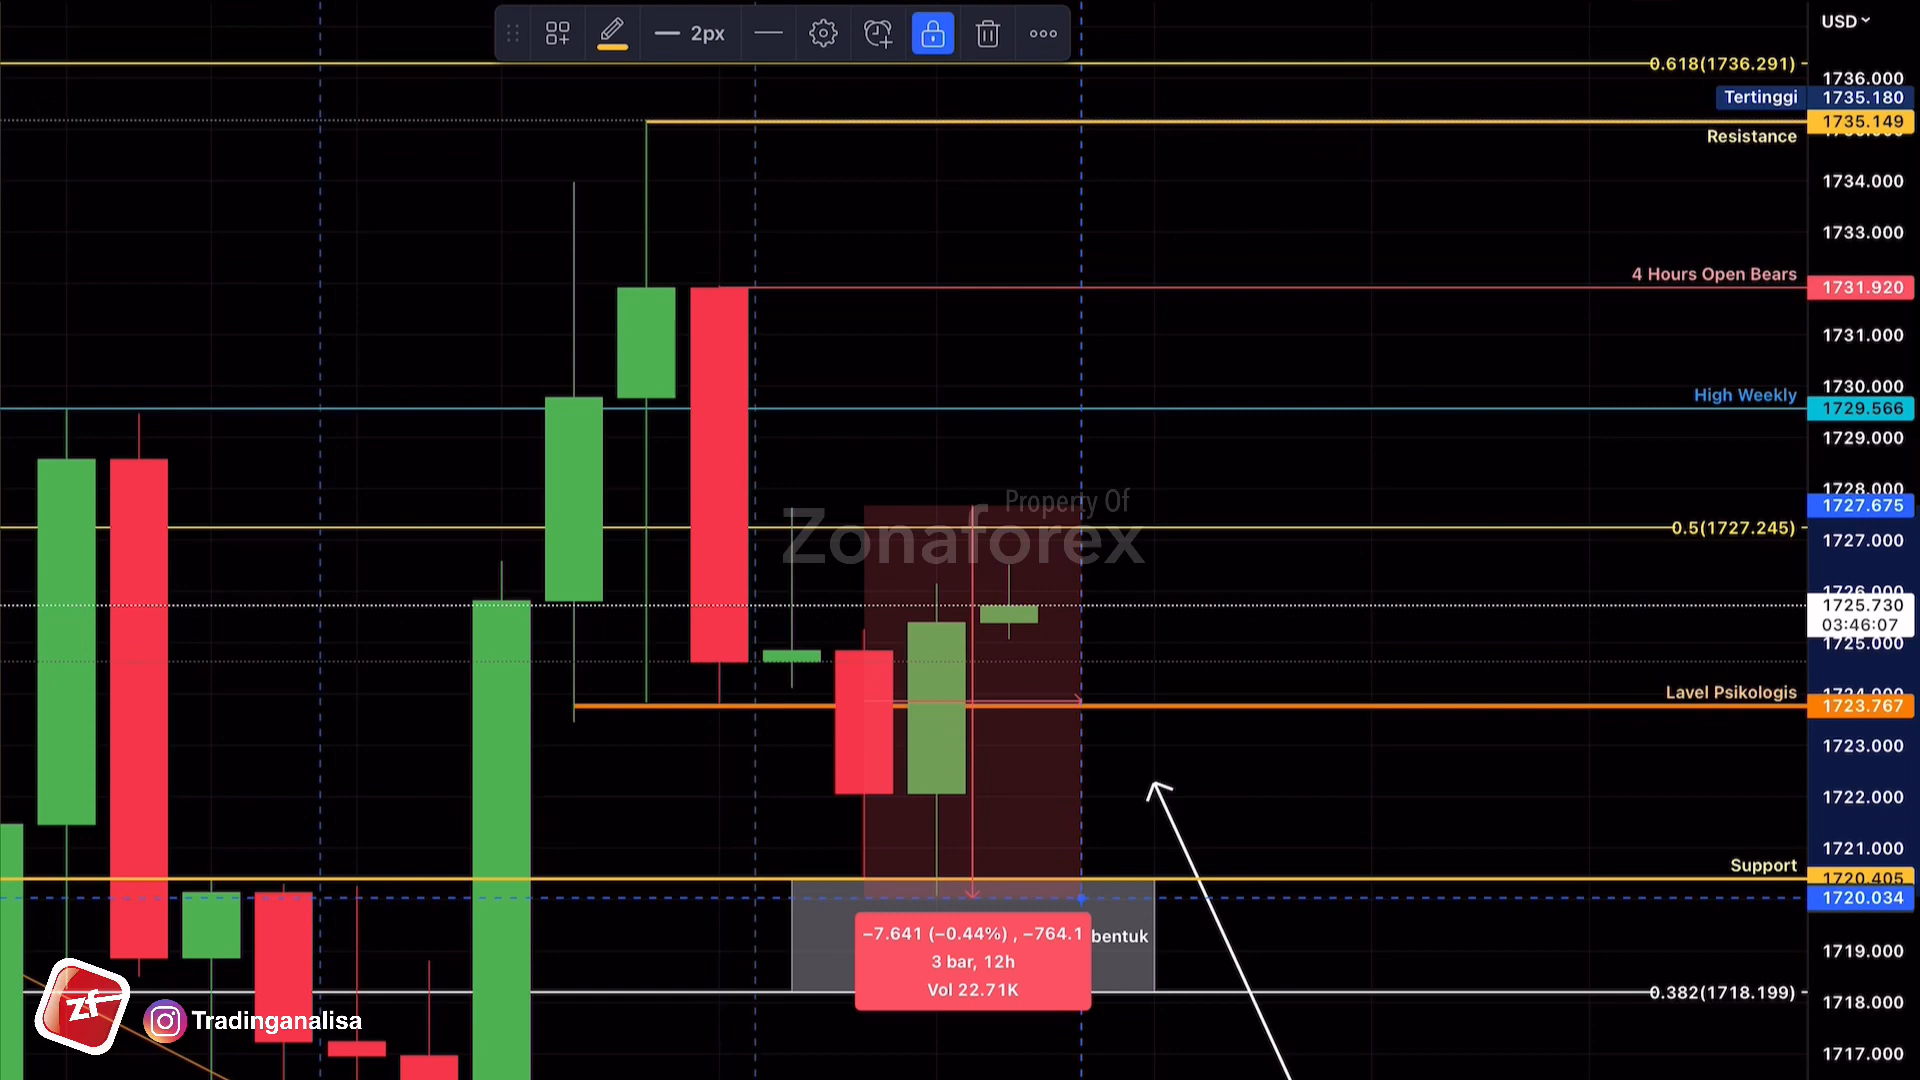 2px
USD
0.618(1736.291)
1736.000
Tertinggi 1735.180
1735.149
Resistance
1734.000
1733.000
4 Hours Open Bears
1731.920
1731.000
1730.000
High Weekly
1729.566
1729.000
1728.000
Property Of
Zonaforex
1727.675
0.5(1727.245)
1727.000
1726.000
1725.730
03:46:07
1725.000
Lavel Psikologis
1724.000
1723.767
1723.000
1722.000
1721.000
Support
1720.405
1720.034
−7.641 (−0.44%) , −764.1
bentuk
3 bar, 12h
Vol 22.71K
1719.000
0.382(1718.199)
1718.000
zf
Tradinganalisa
1717.000